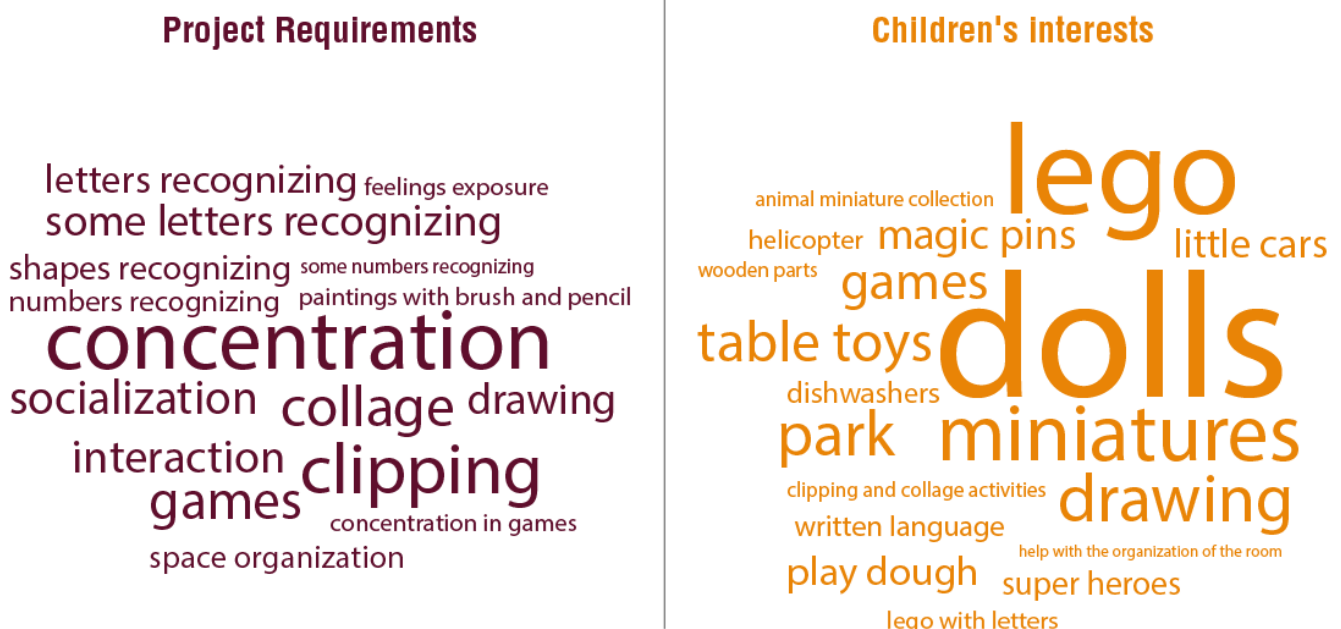 Project Requirements
letters recognizing
feelings exposure
some letters recognizing
shapes recognizing
some numbers recognizing
numbers recognizing
paintings with brush and pencil
concentration
socialization
collage
drawing
interaction
clipping
games
concentration in games
space organization
Children's interests
lego
animal miniature collection
helicopter
magic pins
little cars
wooden parts
games
dolls
table toys
dishwashers
park
miniatures
clipping and collage activities
drawing
written language
help with the organization of the room
play dough
super heroes
lego with letters